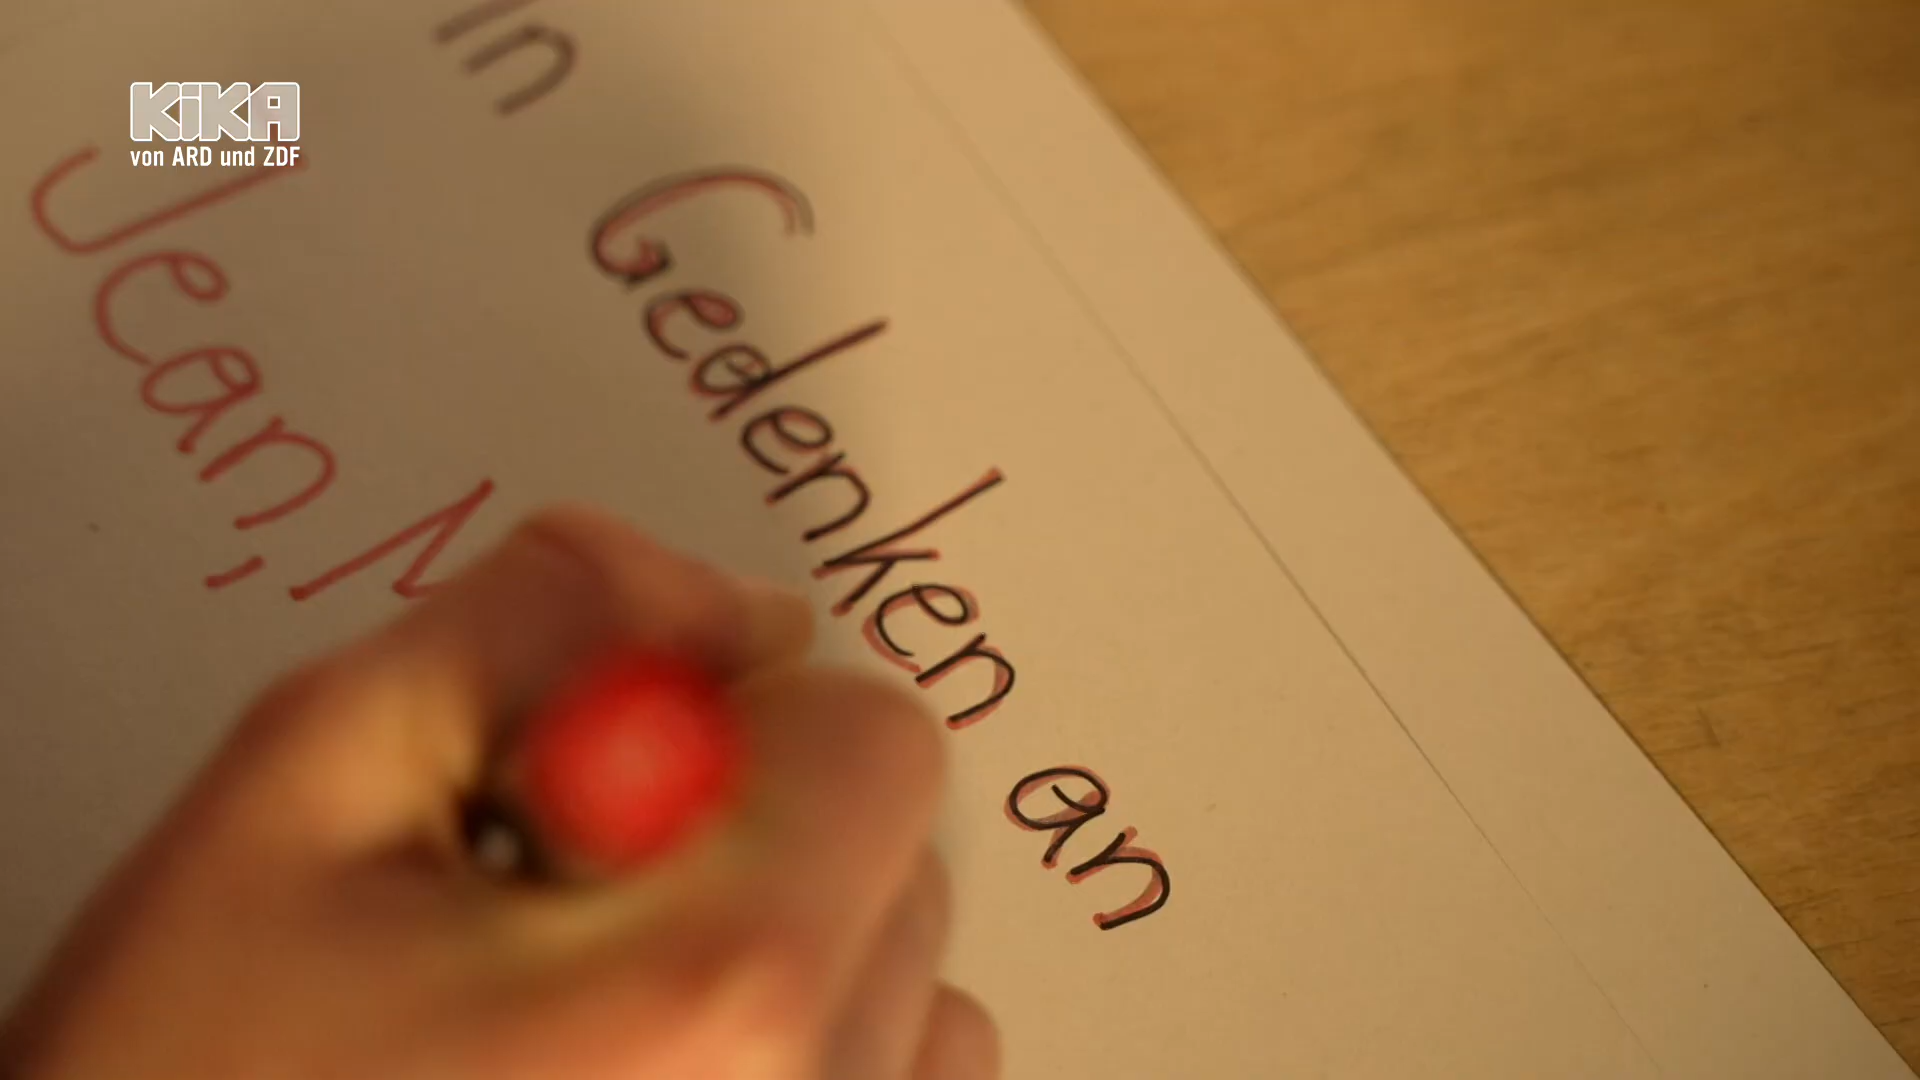 KiKA
von ARD und ZDF
In Gedenken an
Jean,